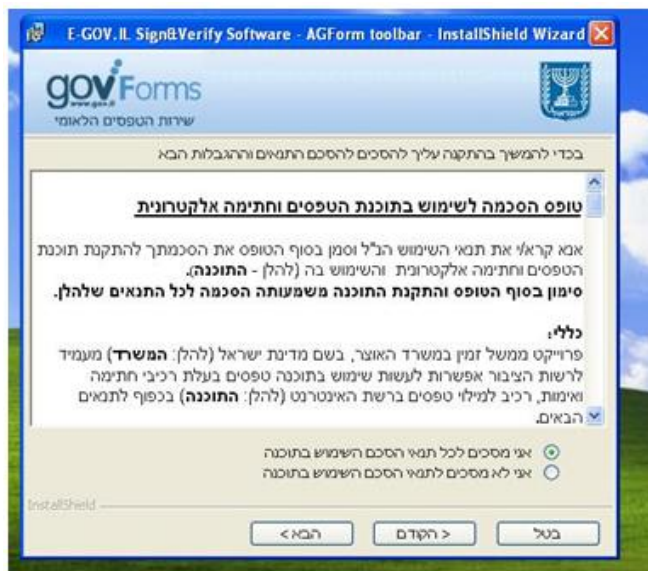 E-GOV.IL Sign&Verify Software - AGForm toolbar - InstallShield Wizard
govForms
www.gov.il
שירות הטפסים הלאומי
בכדי להמשיך בהתקנה עליך להסכים להסכם התנאים וההגבלות הבא
טופס הסכמה לשימוש בתוכנת הטפסים וחתימה אלקטרונית
אנא קרא/י את תנאי השימוש הנ"ל וסמן בסוף הטופס את הסכמתך להתקנת תוכנת
הטפסים וחתימה אלקטרונית והשימוש בה (להלן - התוכנה).
סימון בסוף הטופס והתקנת התוכנה משמעותה הסכמה לכל התנאים שלהלן.
כללי:
פרוייקט ממשל זמין במשרד האוצר, בשם מדינת ישראל (להלן: המשרד) מעמיד
לרשות הציבור אפשרות לעשות שימוש בתוכנה טפסים בעלת רכיבי חתימה
ואימות, רכיב למילוי טפסים ברשת האינטרנט (להלן: התוכנה) בכפוף לתנאים
הבאים.
אני מסכים לכל תנאי הסכם השימוש בתוכנה
אני לא מסכים לתנאי הסכם השימוש בתוכנה
InstallShield
בטל
< הקודם
הבא >